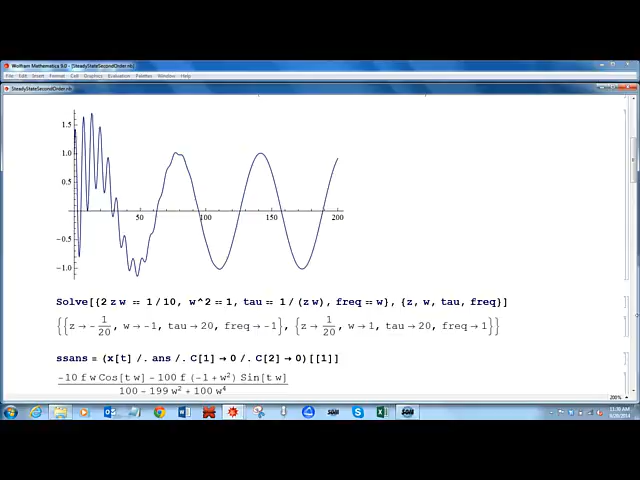 Wolfram Mathematica 9.0 - [SteadyStateSecondOrder.nb]
File Edit Insert Format Cell Graphics Evaluation Palettes Window Help
SteadyStateSecondOrder.nb
1.5
1.0
0.5
50 100 150 200
-0.5
-1.0
Solve[{2 z w == 1/10, w^2 == 1, tau == 1/(z w), freq == w}, {z, w, tau, freq}]
{{z → -1/20, w → -1, tau → 20, freq → -1}, {z → 1/20, w → 1, tau → 20, freq → 1}}
ssans = (x[t] /. ans /. C[1] → 0 /. C[2] → 0)[[1]]
-10 f w Cos[t w] - 100 f (-1 + w²) Sin[t w]
100 - 199 w² + 100 w⁴
200%
11:30 AM